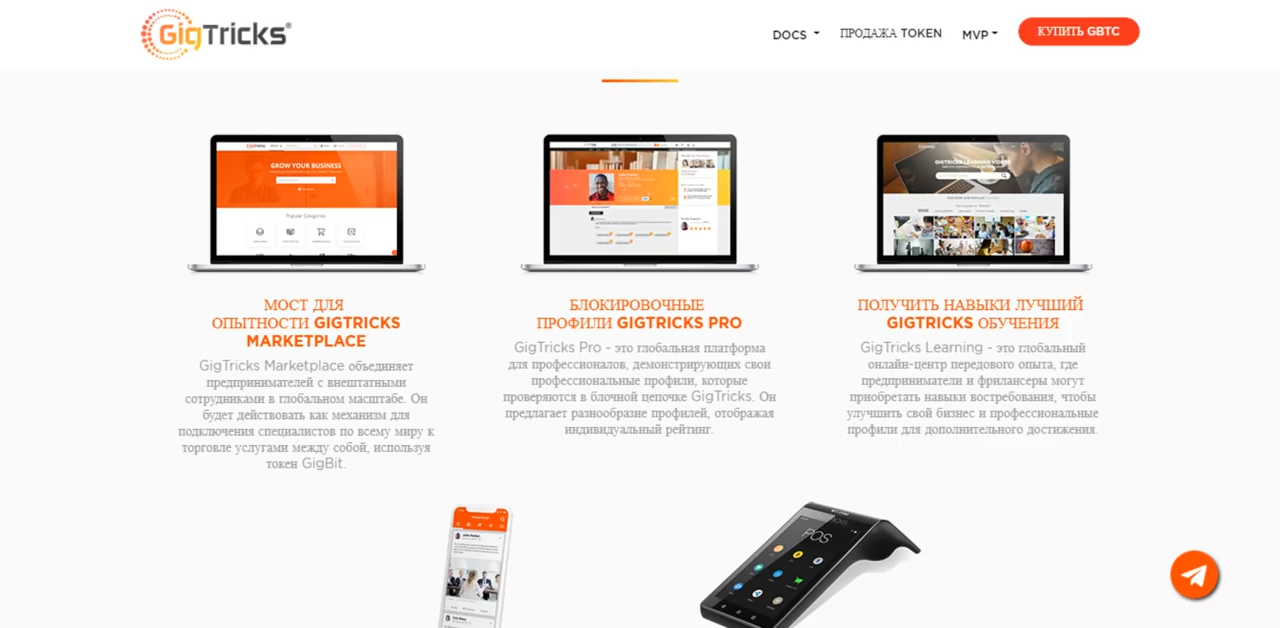 GigTricks®
DOCS
ПРОДАЖА TOKEN
MVP
КУПИТЬ GBTC
GROW YOUR BUSINESS
Popular Categories
GIGTRICKS LEARNING VIDEOS
МОСТ ДЛЯ
ОПЫТНОСТИ GIGTRICKS
MARKETPLACE
GigTricks Marketplace объединяет
предпринимателей с внештатными
сотрудниками в глобальном масштабе. Он
будет действовать как механизм для
подключения специалистов по всему миру к
торговле услугами между собой, используя
токен GigBit.
БЛОКИРОВОЧНЫЕ
ПРОФИЛИ GIGTRICKS PRO
GigTricks Pro - это глобальная платформа
для профессионалов, демонстрирующих свои
профессиональные профили, которые
проверяются в блочной цепочке GigTricks. Он
предлагает разнообразие профилей, отображая
индивидуальный рейтинг.
ПОЛУЧИТЬ НАВЫКИ ЛУЧШИЙ
GIGTRICKS ОБУЧЕНИЯ
GigTricks Learning - это глобальный
онлайн-центр передового опыта, где
предприниматели и фрилансеры могут
приобретать навыки востребования, чтобы
улучшить свой бизнес и профессиональные
профили для дополнительного достижения.
POS